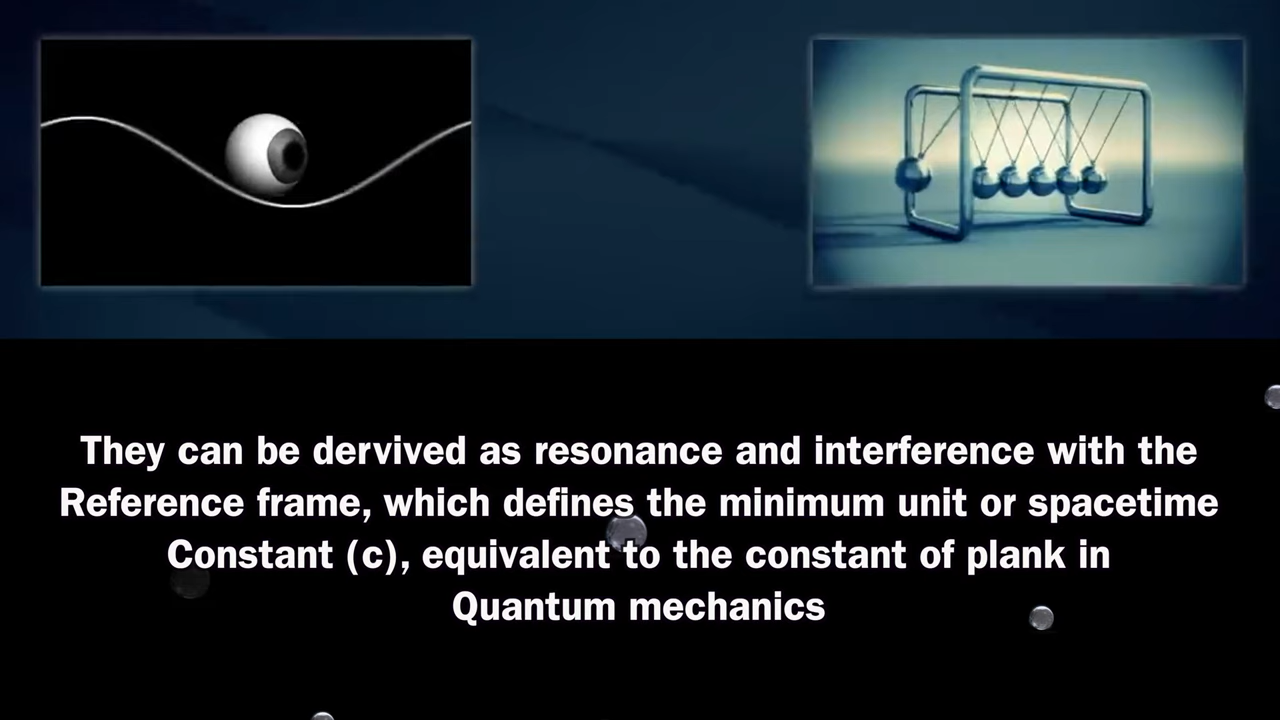 They can be dervived as resonance and interference with the
Reference frame, which defines the minimum unit or spacetime
Constant (c), equivalent to the constant of plank in
Quantum mechanics